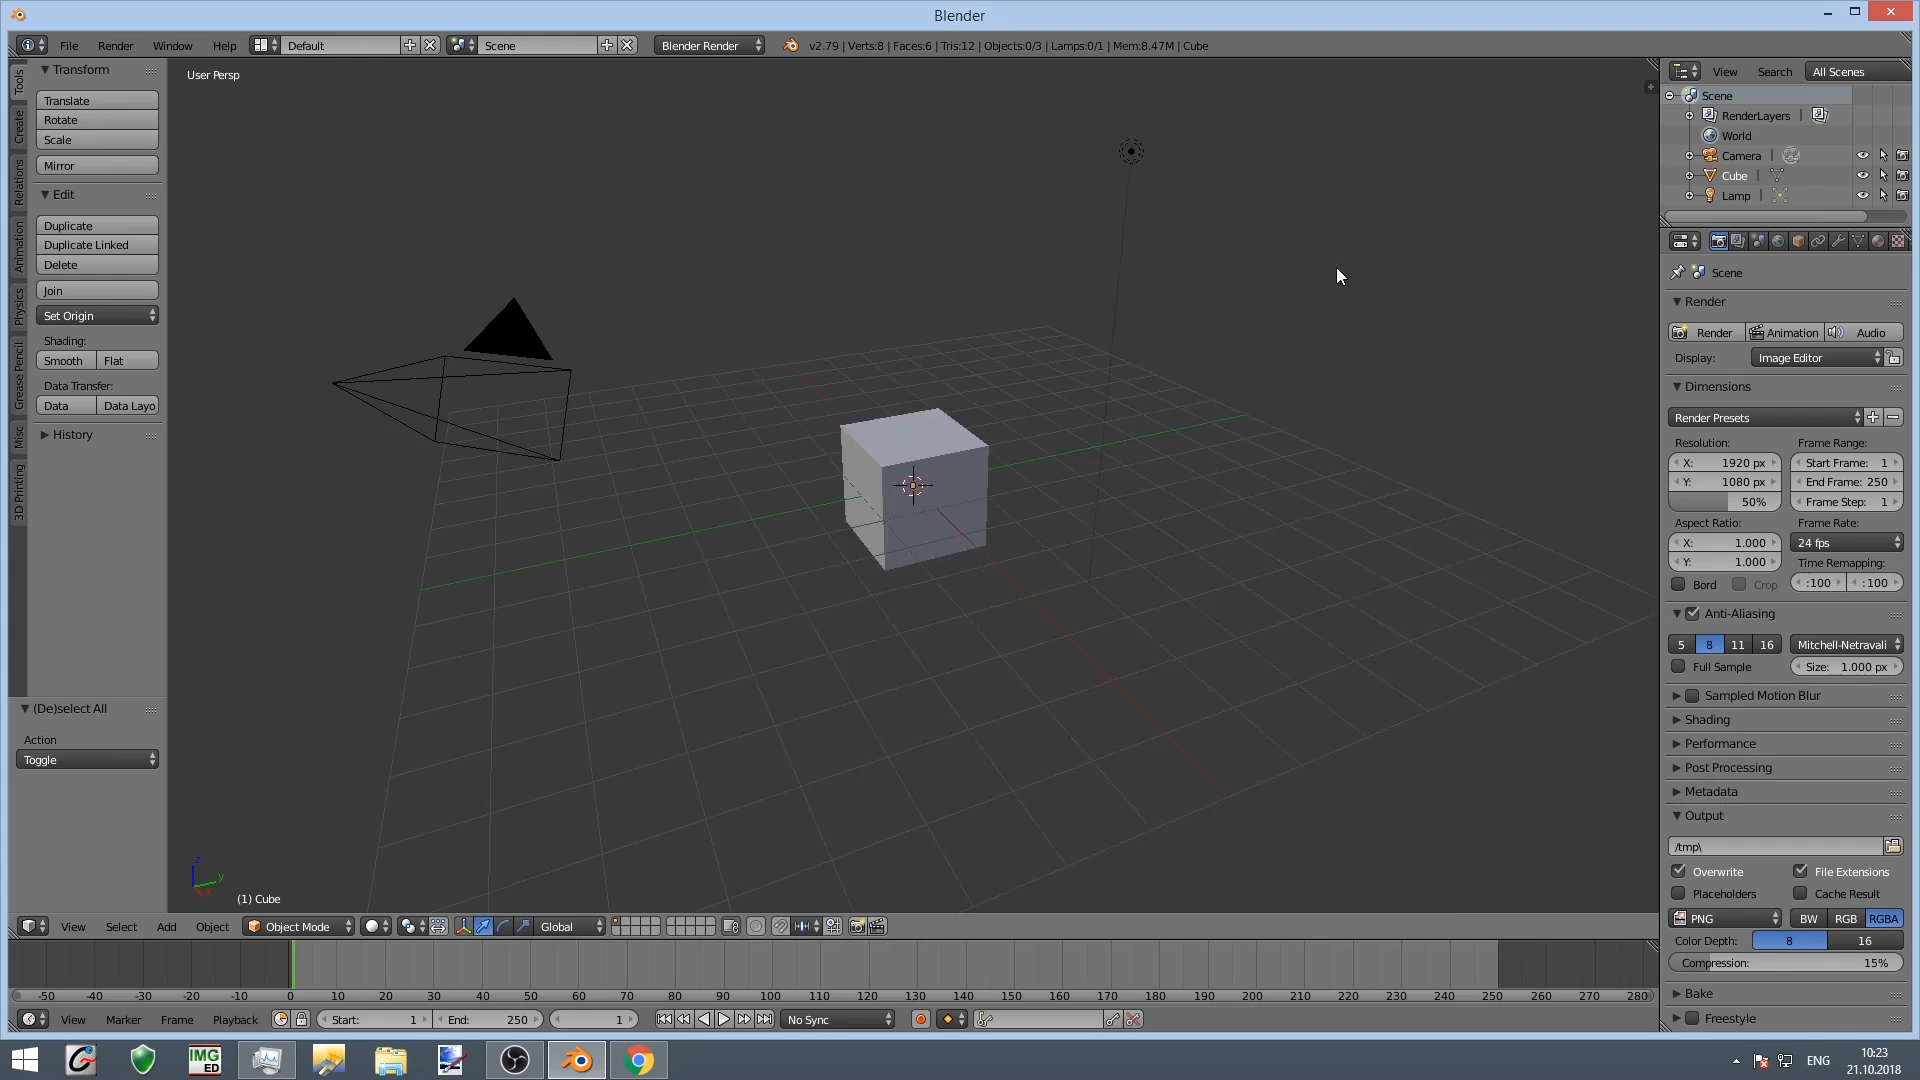 Blender
File Render Window Help Default Scene Blender Render v2.79 | Verts:8 | Faces:6 | Tris:12 | Objects:0/3 | Lamps:0/1 | Mem:8.47M | Cube
Tools
Create
Relations
Animation
Physics
Grease Pencil
Misc
3D Printing
Transform
Translate
Rotate
Scale
Mirror
Edit
Duplicate
Duplicate Linked
Delete
Join
Set Origin
Shading:
Smooth Flat
Data Transfer:
Data Data Layo
History
(De)select All
Action
Toggle
User Persp
z
y
(1) Cube
View Select Add Object Object Mode Global
-50 -40 -30 -20 -10 0 10 20 30 40 50 60 70 80 90 100 110 120 130 140 150 160 170 180 190 200 210 220 230 240 250 260 270 280
View Marker Frame Playback Start: 1 End: 250 1 No Sync
View Search All Scenes
Scene
RenderLayers |
World
Camera |
Cube |
Lamp |
Scene
Render
Render Animation Audio
Display: Image Editor
Dimensions
Render Presets
Resolution: Frame Range:
X: 1920 px Start Frame: 1
Y: 1080 px End Frame: 250
50% Frame Step: 1
Aspect Ratio: Frame Rate:
X: 1.000 24 fps
Y: 1.000 Time Remapping:
Bord Crop :100 :100
Anti-Aliasing
5 8 11 16 Mitchell-Netravali
Full Sample Size: 1.000 px
Sampled Motion Blur
Shading
Performance
Post Processing
Metadata
Output
/tmp\
Overwrite File Extensions
Placeholders Cache Result
PNG BW RGB RGBA
Color Depth: 8 16
Compression: 15%
Bake
Freestyle
IMG
ED
ENG
10:23
21.10.2018